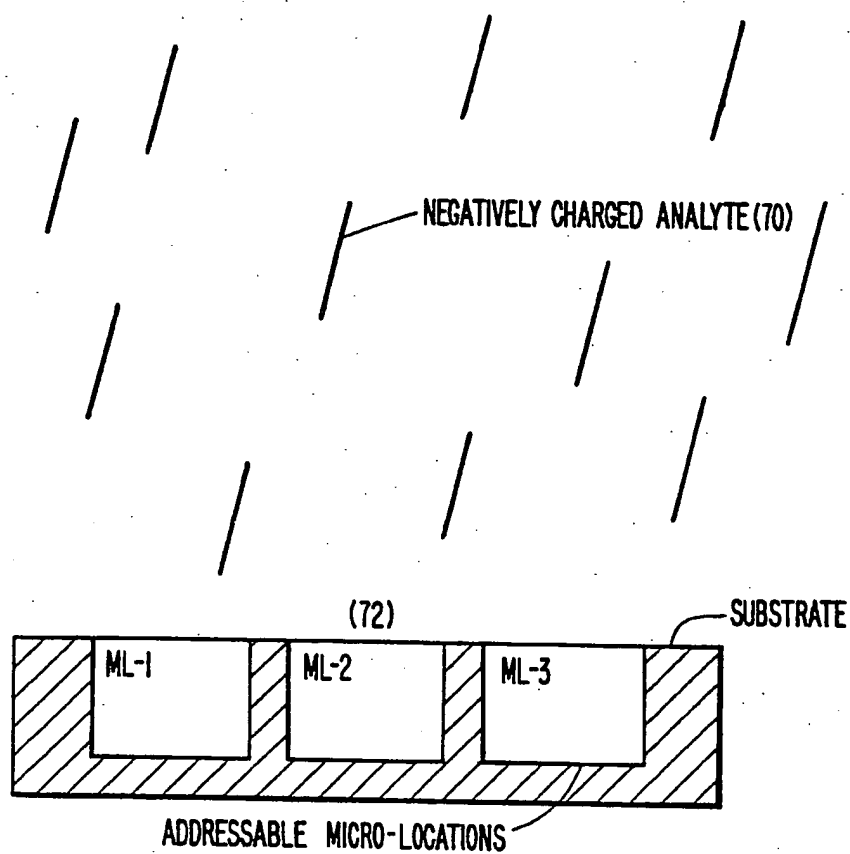 NEGATIVELY CHARGED ANALYTE(70)
(72)
SUBSTRATE
ML-1
ML-2
ML-3
ADDRESSABLE MICRO-LOCATIONS